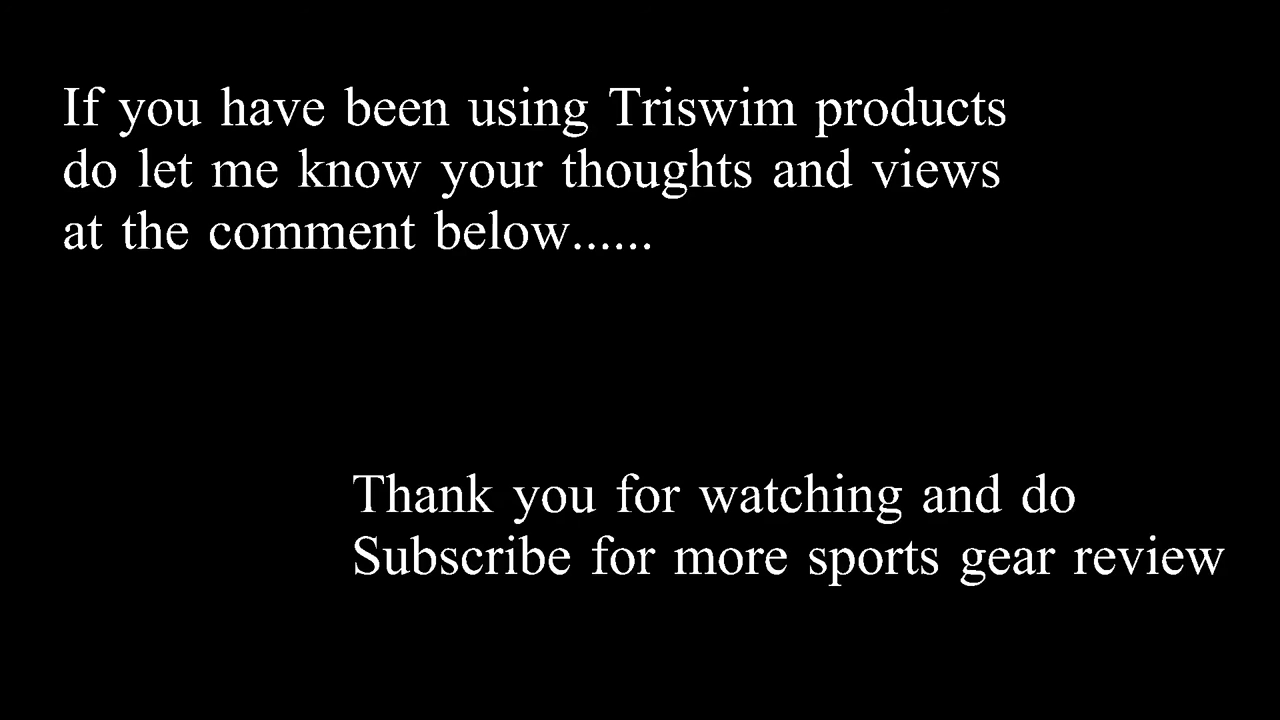 If you have been using Triswim products
do let me know your thoughts and views
at the comment below......
Thank you for watching and do
Subscribe for more sports gear review